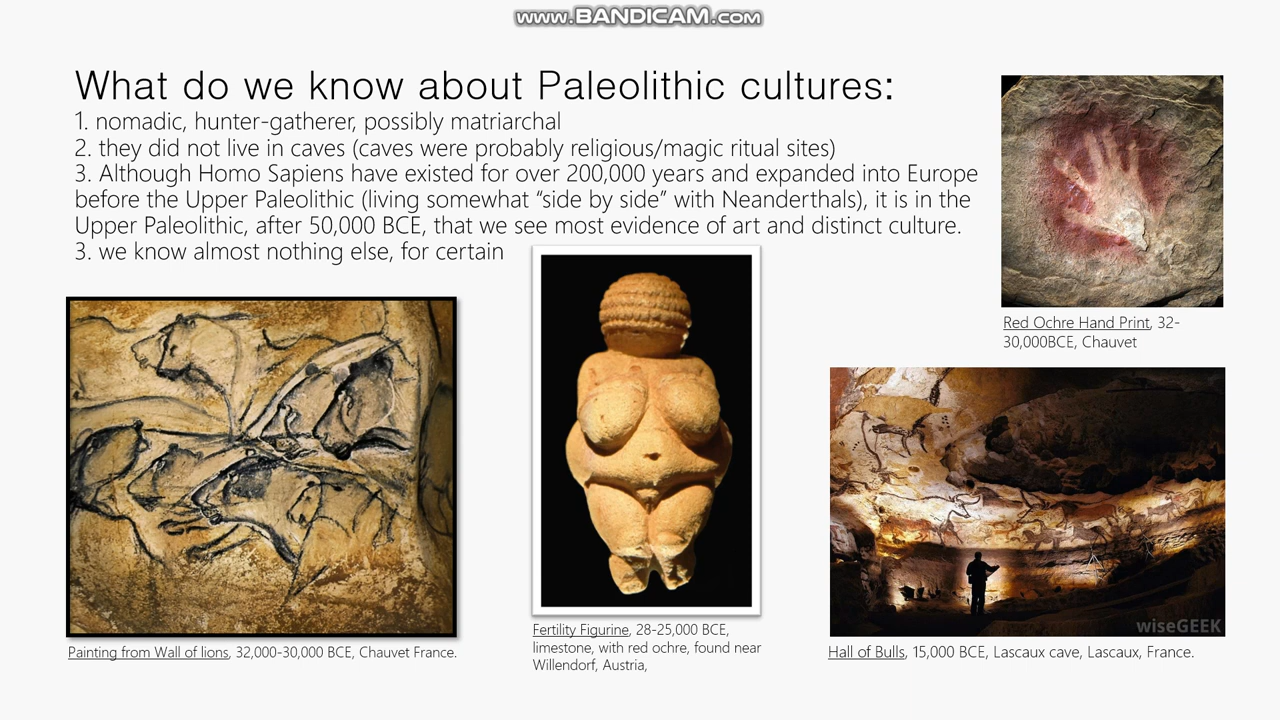 www.BANDICAM.com
What do we know about Paleolithic cultures:
1. nomadic, hunter-gatherer, possibly matriarchal
2. they did not live in caves (caves were probably religious/magic ritual sites)
3. Although Homo Sapiens have existed for over 200,000 years and expanded into Europe
before the Upper Paleolithic (living somewhat “side by side” with Neanderthals), it is in the
Upper Paleolithic, after 50,000 BCE, that we see most evidence of art and distinct culture.
3. we know almost nothing else, for certain
Red Ochre Hand Print, 32-
30,000BCE, Chauvet
Painting from Wall of lions, 32,000-30,000 BCE, Chauvet France.
Fertility Figurine, 28-25,000 BCE,
limestone, with red ochre, found near
Willendorf, Austria,
wiseGEEK
Hall of Bulls, 15,000 BCE, Lascaux cave, Lascaux, France.